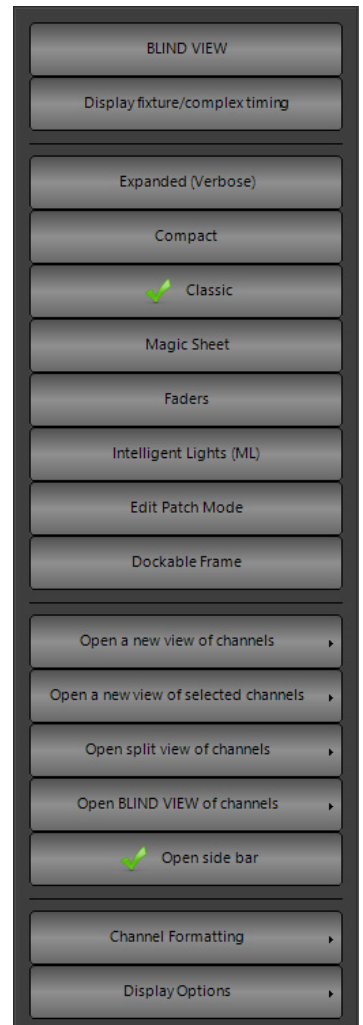 BLIND VIEW
Display fixture/complex timing
Expanded (Verbose)
Compact
Classic
Magic Sheet
Faders
Intelligent Lights (ML)
Edit Patch Mode
Dockable Frame
Open a new view of channels
Open a new view of selected channels
Open split view of channels
Open BLIND VIEW of channels
Open side bar
Channel Formatting
Display Options